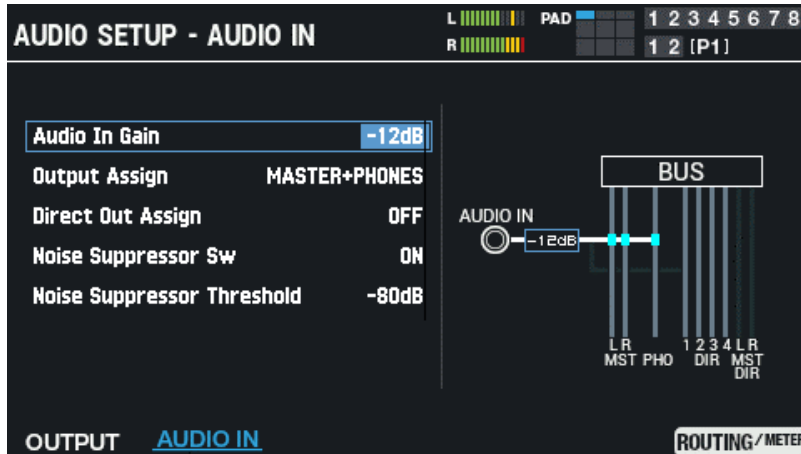 AUDIO SETUP - AUDIO IN
L PAD 1 2 3 4 5 6 7 8
R 1 2 [P1]
Audio In Gain -12dB
Output Assign MASTER+PHONES
Direct Out Assign OFF
Noise Suppressor Sw ON
Noise Suppressor Threshold -80dB
BUS
AUDIO IN
-12dB
L R 1 2 3 4 L R
MST PHO DIR MST
DIR
OUTPUT AUDIO IN
ROUTING/METER